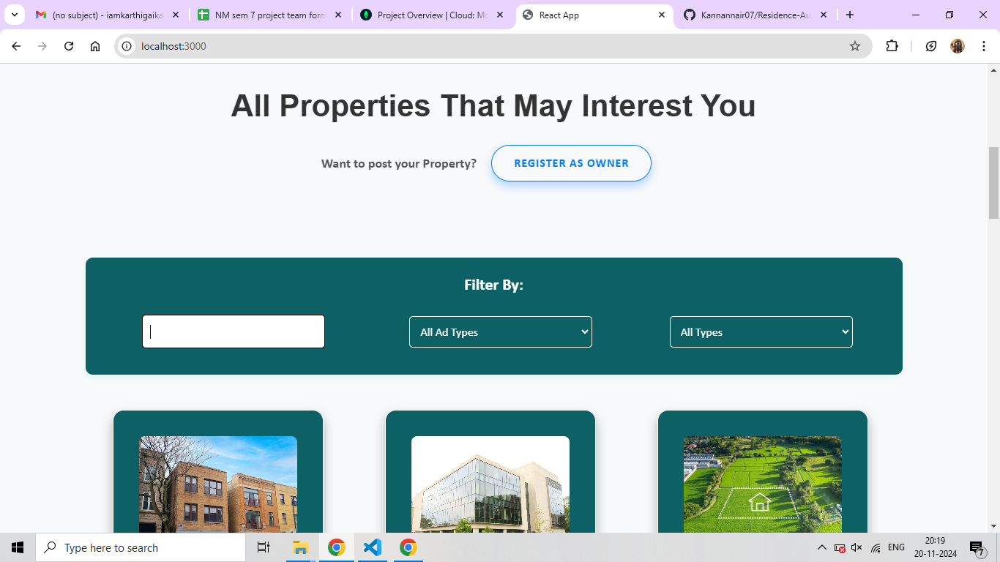 (no subject) - iamkarthigaika
NM sem 7 project team form
Project Overview | Cloud: Mo
React App
Kannannair07/Residence-Au
localhost:3000
All Properties That May Interest You
Want to post your Property?
REGISTER AS OWNER
Filter By:
All Ad Types
All Types
Type here to search
ENG
20:19
20-11-2024
7